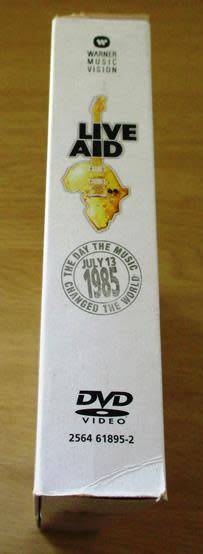 WARNER
MUSIC
VISION
LIVE
AID
THE DAY THE MUSIC
JULY 13
1985
CHANGED THE WORLD
DVD
VIDEO
2564 61895-2